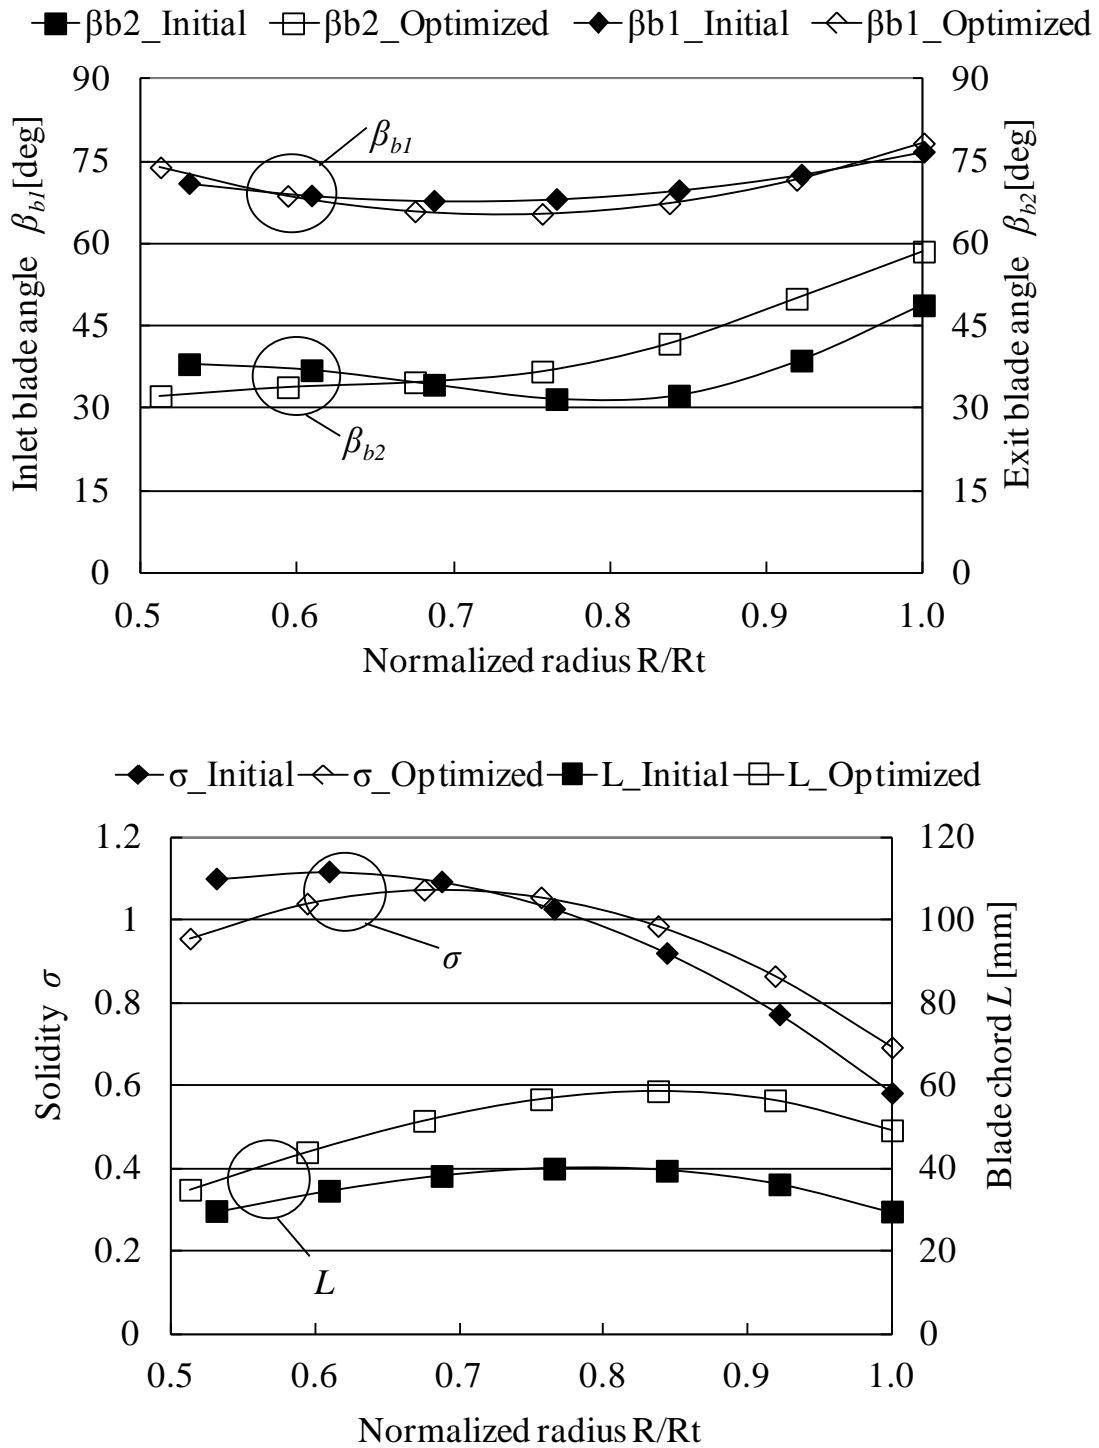 βb2_Initial βb2_Optimized βb1_Initial βb1_Optimized
90 90
75 75
60 60
45 45
30 30
15 15
0 0
Inlet blade angle βb1[deg]
Exit blade angle βb2[deg]
βb1
βb2
0.5 0.6 0.7 0.8 0.9 1.0
Normalized radius R/Rt
σ_Initial σ_Optimized L_Initial L_Optimized
1.2 120
1 100
0.8 80
0.6 60
0.4 40
0.2 20
0 0
Solidity σ
Blade chord L [mm]
σ
L
0.5 0.6 0.7 0.8 0.9 1.0
Normalized radius R/Rt